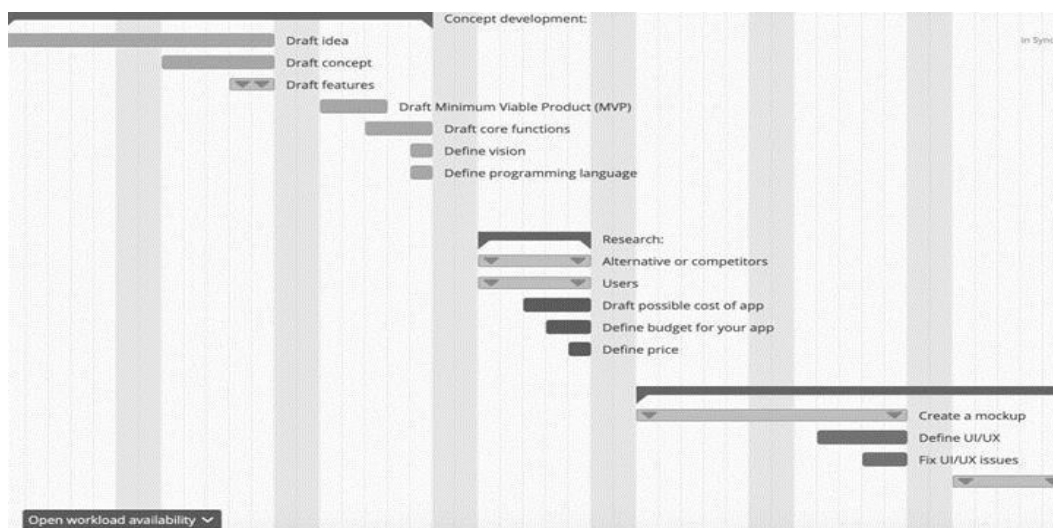 Concept development:
Draft idea
In Sync
Draft concept
Draft features
Draft Minimum Viable Product (MVP)
Draft core functions
Define vision
Define programming language
Research:
Alternative or competitors
Users
Draft possible cost of app
Define budget for your app
Define price
Create a mockup
Define UI/UX
Fix UI/UX issues
Open workload availability